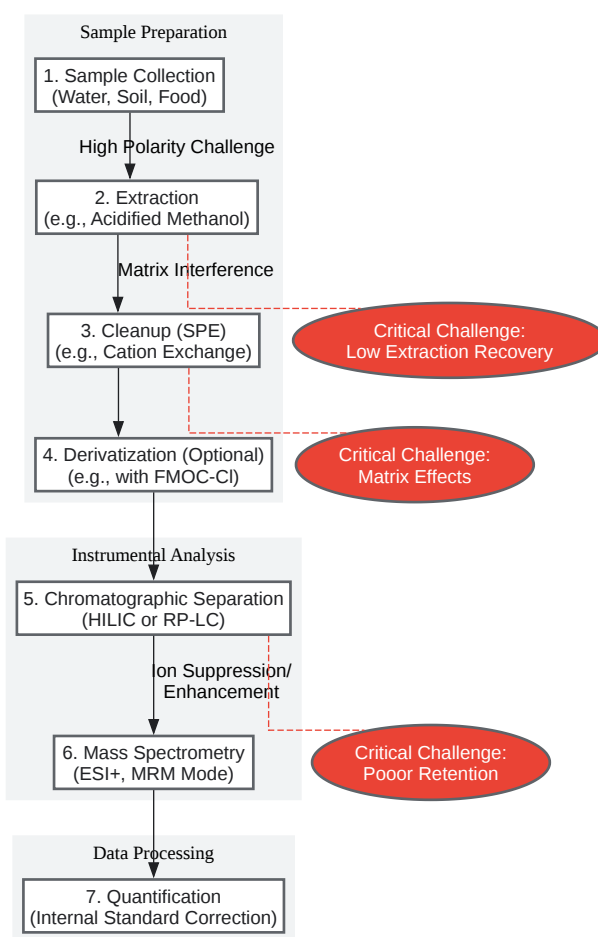 Sample Preparation
1. Sample Collection
(Water, Soil, Food)
High Polarity Challenge
2. Extraction
(e.g., Acidified Methanol)
Matrix Interference
3. Cleanup (SPE)
(e.g., Cation Exchange)
Critical Challenge:
Low Extraction Recovery
4. Derivatization (Optional)
(e.g., with FMOC-Cl)
Critical Challenge:
Matrix Effects
Instrumental Analysis
5. Chromatographic Separation
(HILIC or RP-LC)
Ion Suppression/
Enhancement
6. Mass Spectrometry
(ESI+, MRM Mode)
Critical Challenge:
Pooor Retention
Data Processing
7. Quantification
(Internal Standard Correction)